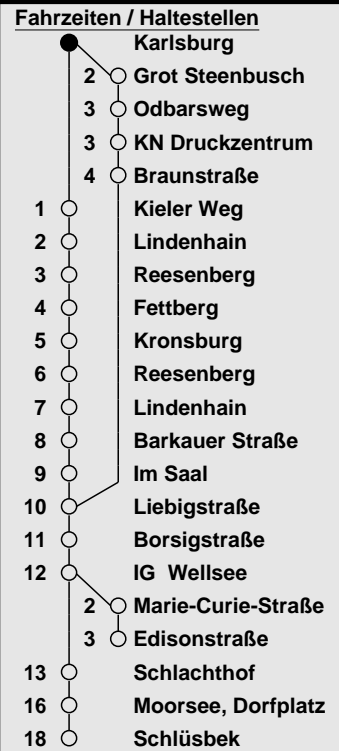 Fahrzeiten / Haltestellen
Karlsburg
2 Grot Steenbusch
3 Odbarsweg
3 KN Druckzentrum
4 Braunstraße
1 Kieler Weg
2 Lindenhain
3 Reesenberg
4 Fettberg
5 Kronsburg
6 Reesenberg
7 Lindenhain
8 Barkauer Straße
9 Im Saal
10 Liebigstraße
11 Borsigstraße
12 IG Wellsee
2 Marie-Curie-Straße
3 Edisonstraße
13 Schlachthof
16 Moorsee, Dorfplatz
18 Schlüsbek